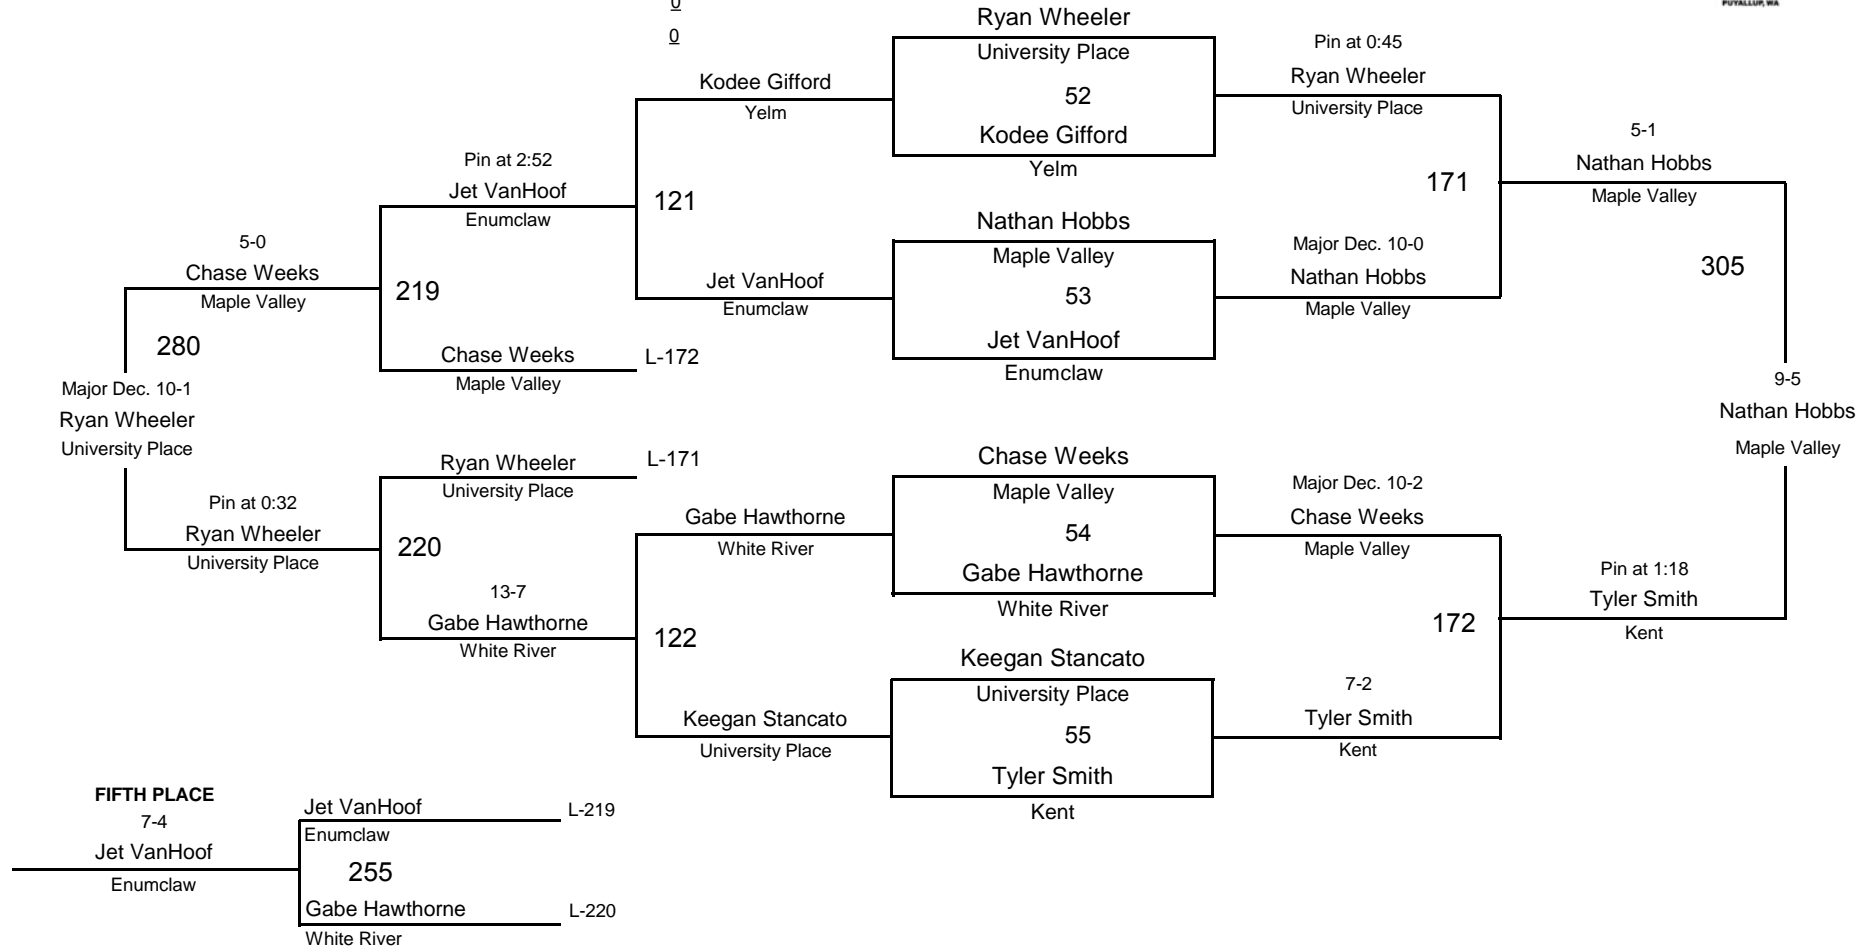 0
PUYALLUP, WA
0
Ryan Wheeler
University Place
52
Kodee Gifford
Yelm
Pin at 0:45
Ryan Wheeler
University Place
Kodee Gifford
Yelm
5-1
Nathan Hobbs
Maple Valley
171
Pin at 2:52
Jet VanHoof
Enumclaw
121
Nathan Hobbs
Maple Valley
53
Jet VanHoof
Enumclaw
Major Dec. 10-0
Nathan Hobbs
Maple Valley
305
5-0
Chase Weeks
Maple Valley
219
Jet VanHoof
Enumclaw
280
Chase Weeks
Maple Valley
L-172
Major Dec. 10-1
Ryan Wheeler
University Place
9-5
Nathan Hobbs
Maple Valley
Ryan Wheeler
University Place
L-171
Chase Weeks
Maple Valley
54
Gabe Hawthorne
White River
Major Dec. 10-2
Chase Weeks
Maple Valley
Pin at 0:32
Ryan Wheeler
University Place
220
Gabe Hawthorne
White River
13-7
Gabe Hawthorne
White River
122
Pin at 1:18
Tyler Smith
Kent
172
Keegan Stancato
University Place
55
Tyler Smith
Kent
7-2
Tyler Smith
Kent
Keegan Stancato
University Place
FIFTH PLACE
7-4
Jet VanHoof
Enumclaw
Jet VanHoof
Enumclaw
L-219
255
Gabe Hawthorne
White River
L-220